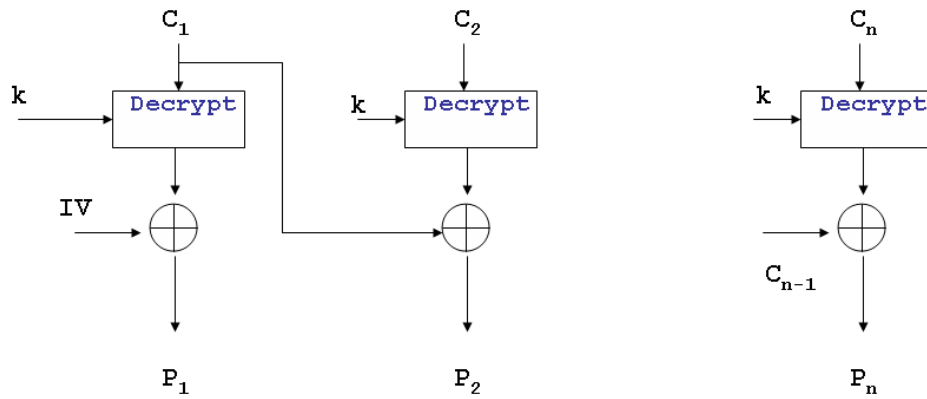 C1 C2 Cn
k Decrypt k Decrypt k Decrypt
IV
Cn-1
P1 P2 Pn